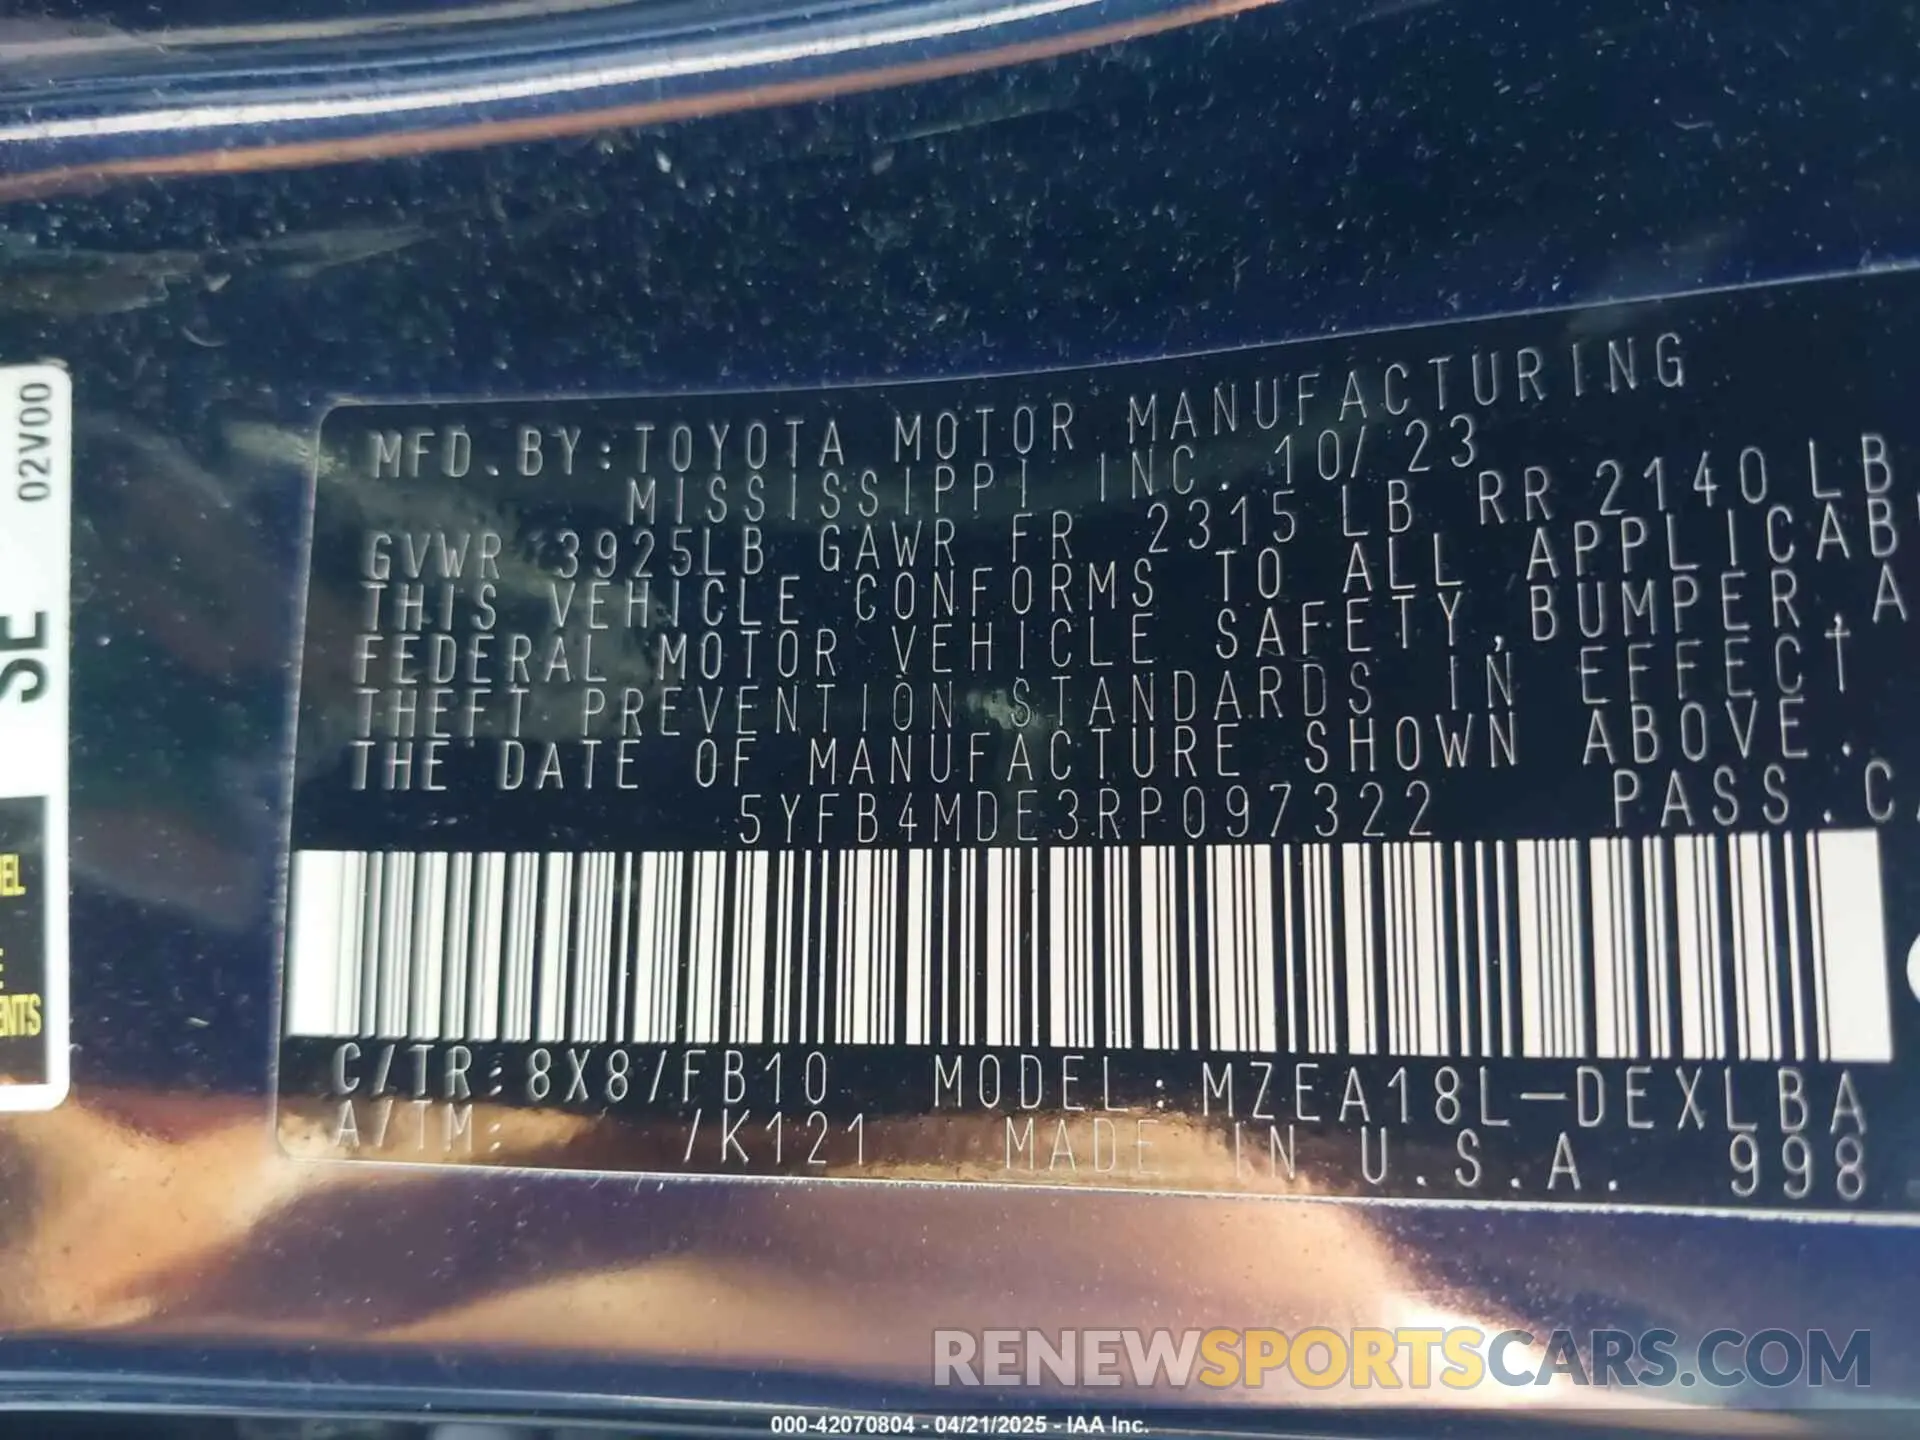 02V00
SE
EL
E
ENTS
MFD.BY:TOYOTA MOTOR MANUFACTURING
MISSISSIPPI INC. 10/23
GVWR 3925LB GAWR FR 2315 LB RR 2140 LB
THIS VEHICLE CONFORMS TO ALL APPLICAB
FEDERAL MOTOR VEHICLE SAFETY,BUMPER,A
THEFT PREVENTION STANDARDS IN EFFECT
THE DATE OF MANUFACTURE SHOWN ABOVE.
5YFB4MDE3RP097322 PASS.CA
C/TR:8X8/FB10 MODEL:MZEA18L-DEXLBA
A/TM: /K121 MADE IN U.S.A. 998
RENEWSPORTSCARS.COM
000-42070804 - 04/21/2025 - IAA Inc.